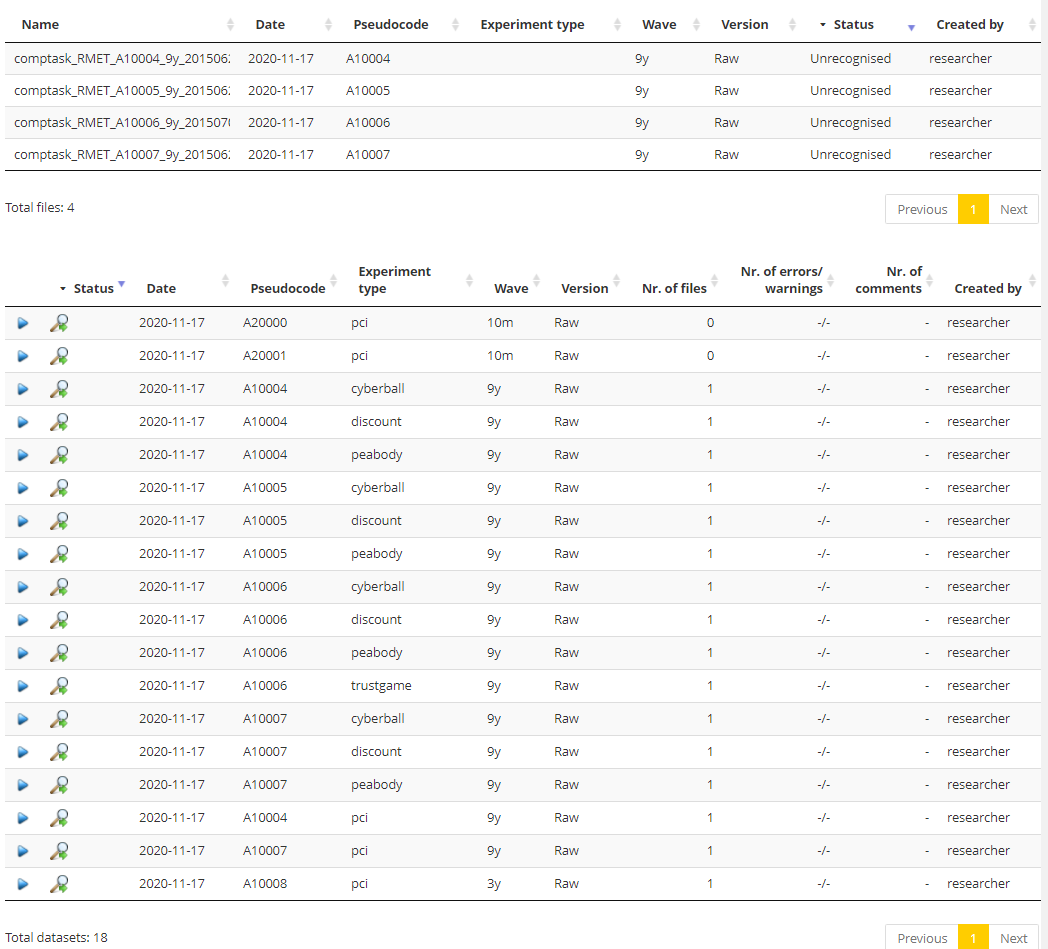 Name Date Pseudocode Experiment type Wave Version Status Created by
comptask_RMET_A10004_9y_201506 2020-11-17 A10004 9y Raw Unrecognised researcher
comptask_RMET_A10005_9y_201506 2020-11-17 A10005 9y Raw Unrecognised researcher
comptask_RMET_A10006_9y_201507 2020-11-17 A10006 9y Raw Unrecognised researcher
comptask_RMET_A10007_9y_201506 2020-11-17 A10007 9y Raw Unrecognised researcher
Total files: 4
Previous 1 Next
Status Date Pseudocode Experiment type Wave Version Nr. of files Nr. of errors/ warnings Nr. of comments Created by
2020-11-17 A20000 pci 10m Raw 0 -/- - researcher
2020-11-17 A20001 pci 10m Raw 0 -/- - researcher
2020-11-17 A10004 cyberball 9y Raw 1 -/- - researcher
2020-11-17 A10004 discount 9y Raw 1 -/- - researcher
2020-11-17 A10004 peabody 9y Raw 1 -/- - researcher
2020-11-17 A10005 cyberball 9y Raw 1 -/- - researcher
2020-11-17 A10005 discount 9y Raw 1 -/- - researcher
2020-11-17 A10005 peabody 9y Raw 1 -/- - researcher
2020-11-17 A10006 cyberball 9y Raw 1 -/- - researcher
2020-11-17 A10006 discount 9y Raw 1 -/- - researcher
2020-11-17 A10006 peabody 9y Raw 1 -/- - researcher
2020-11-17 A10006 trustgame 9y Raw 1 -/- - researcher
2020-11-17 A10007 cyberball 9y Raw 1 -/- - researcher
2020-11-17 A10007 discount 9y Raw 1 -/- - researcher
2020-11-17 A10007 peabody 9y Raw 1 -/- - researcher
2020-11-17 A10004 pci 9y Raw 1 -/- - researcher
2020-11-17 A10007 pci 9y Raw 1 -/- - researcher
2020-11-17 A10008 pci 3y Raw 1 -/- - researcher
Total datasets: 18
Previous 1 Next